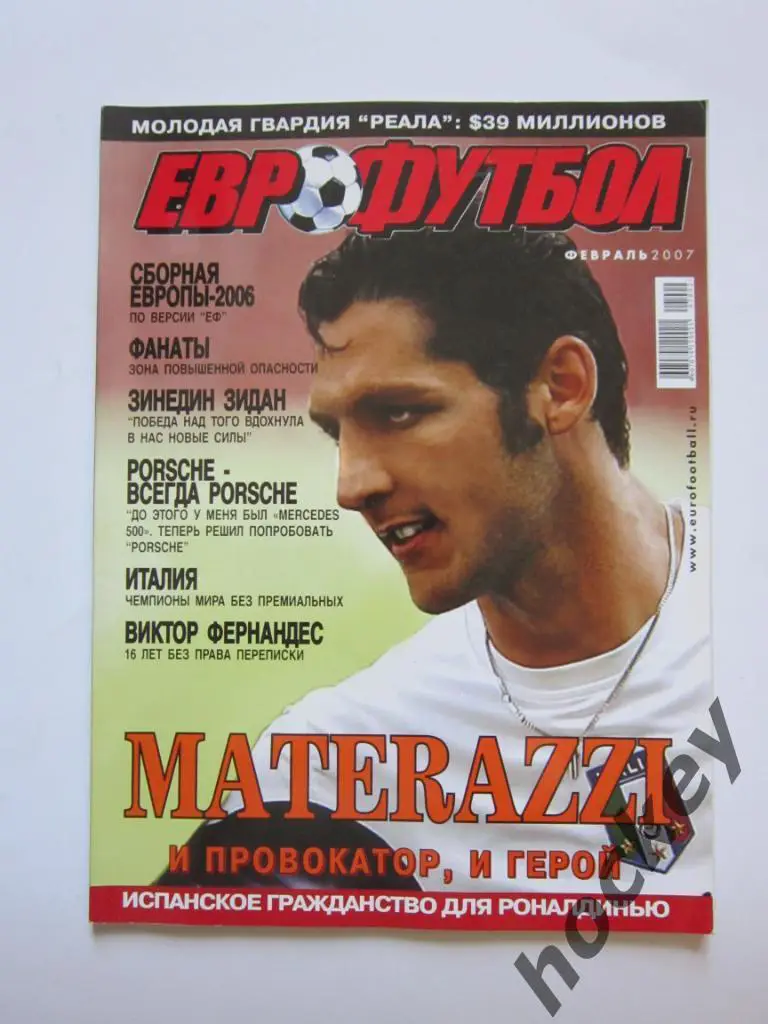 МОЛОДАЯ ГВАРДИЯ "РЕАЛА": $39 МИЛЛИОНОВ
ЕВРОФУТБОЛ
ФЕВРАЛЬ 2007
СБОРНАЯ
ЕВРОПЫ-2006
ПО ВЕРСИИ "ЕФ"
ФАНАТЫ
ЗОНА ПОВЫШЕННОЙ ОПАСНОСТИ
ЗИНЕДИН ЗИДАН
"ПОБЕДА НАД ТОГО ВДОХНУЛА
В НАС НОВЫЕ СИЛЫ"
PORSCHE -
ВСЕГДА PORSCHE
"ДО ЭТОГО У МЕНЯ БЫЛ «MERCEDES
500». ТЕПЕРЬ РЕШИЛ ПОПРОБОВАТЬ
"PORSCHE"
ИТАЛИЯ
ЧЕМПИОНЫ МИРА БЕЗ ПРЕМИАЛЬНЫХ
ВИКТОР ФЕРНАНДЕС
16 ЛЕТ БЕЗ ПРАВА ПЕРЕПИСКИ
www.eurofootball.ru
MATERAZZI
И ПРОВОКАТОР, И ГЕРОЙ
ИСПАНСКОЕ ГРАЖДАНСТВО ДЛЯ РОНАЛДИНЬЮ
hockey
hockey